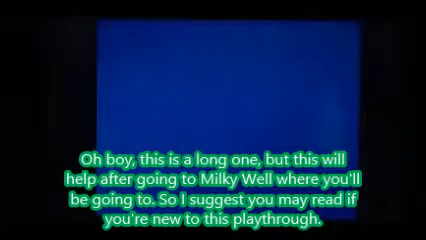 Oh boy, this is a long one, but this will
help after going to Milky Well where you'll
be going to. So I suggest you may read if
you're new to this playthrough.